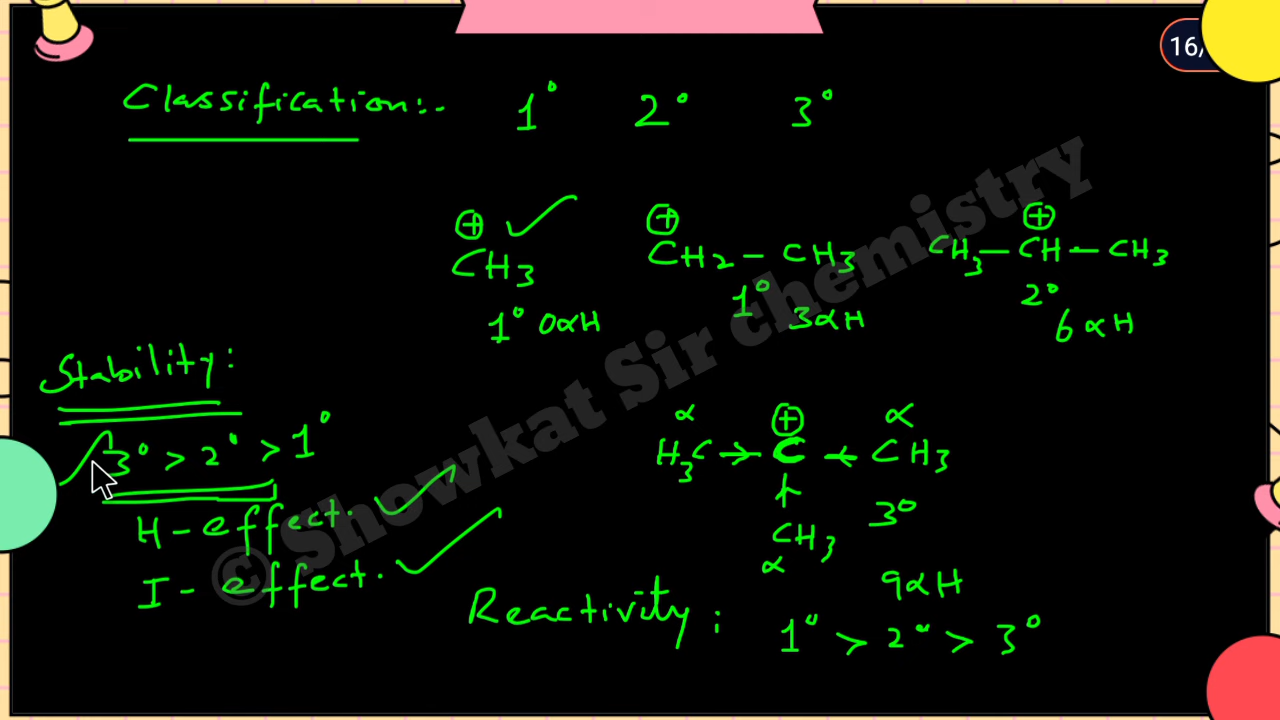 16/
Classification:- 1° 2° 3°
⊕ ⊕ ⊕
CH3 CH2-CH3 CH3-CH-CH3
1° 0αH 1° 3αH 2° 6αH
Stability:
3° > 2° > 1°
H-effect.
I-effect.
α ⊕ α
H3C→C←CH3
↑
CH3 3°
α
9αH
Reactivity: 1° > 2° > 3°
© Showkat Sir chemistry